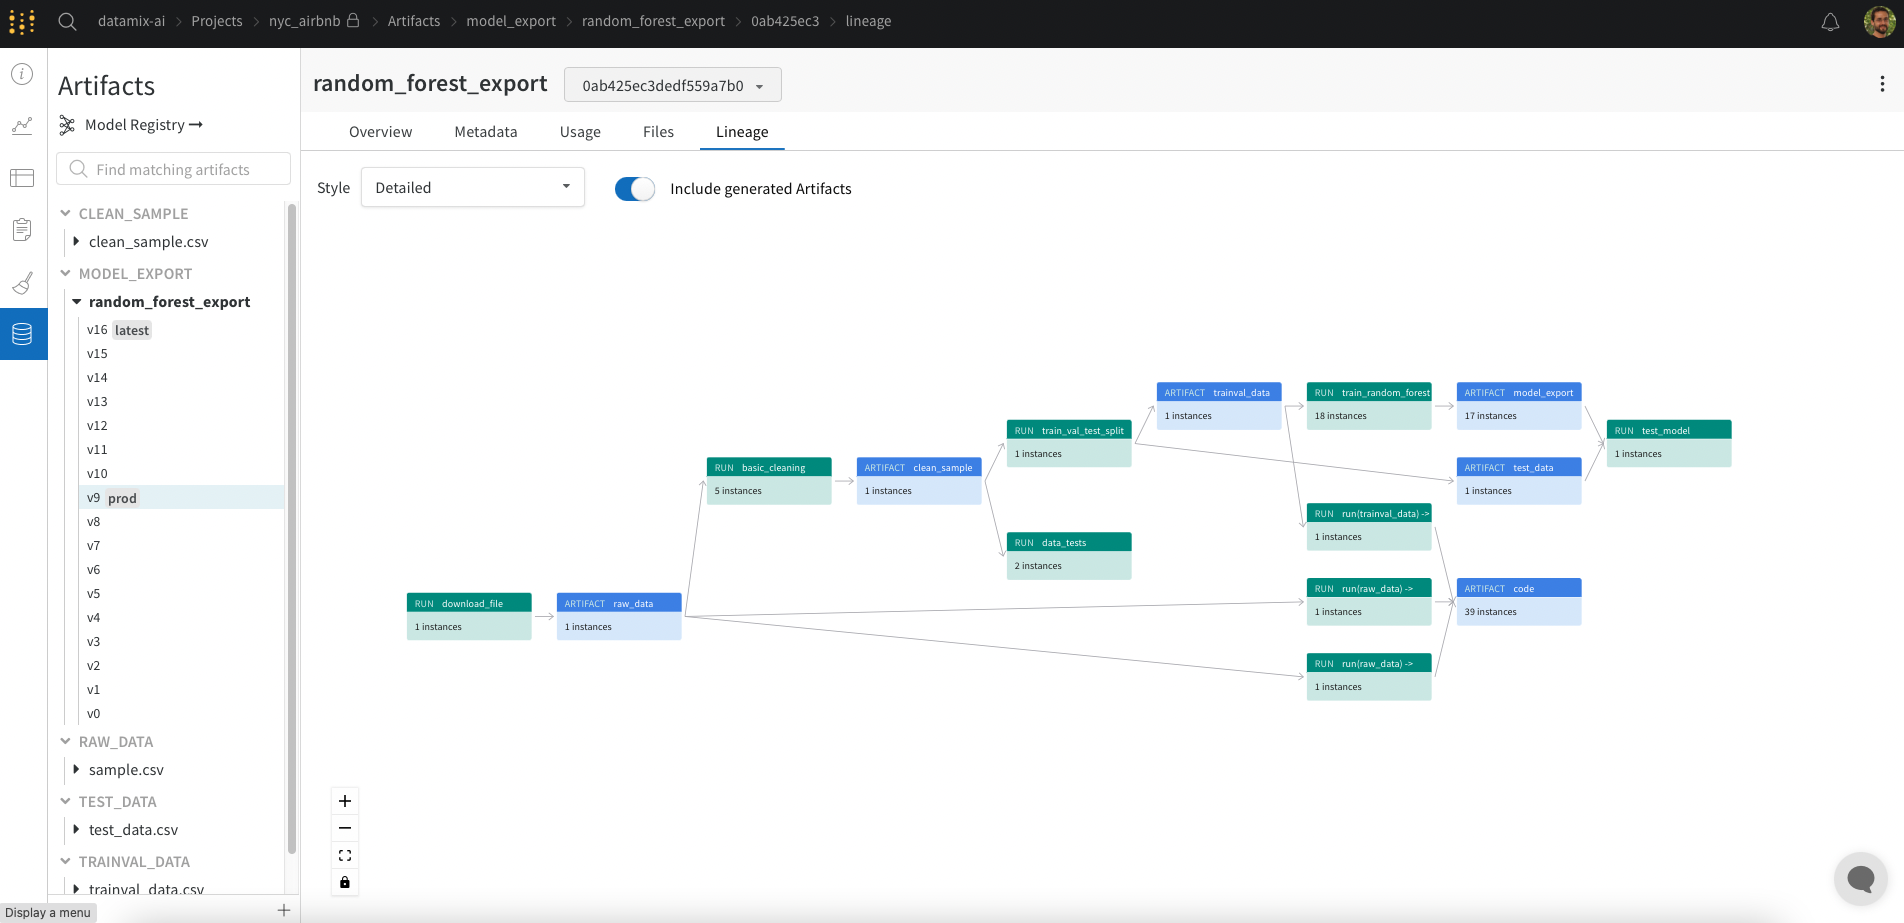 datamix-ai > Projects > nyc_airbnb > Artifacts > model_export > random_forest_export > 0ab425ec3 > lineage
Artifacts
Model Registry →
Find matching artifacts
CLEAN_SAMPLE
clean_sample.csv
MODEL_EXPORT
random_forest_export
v16 latest
v15
v14
v13
v12
v11
v10
v9 prod
v8
v7
v6
v5
v4
v3
v2
v1
v0
RAW_DATA
sample.csv
TEST_DATA
test_data.csv
TRAINVAL_DATA
trainval_data.csv
Display a menu
random_forest_export 0ab425ec3dedf559a7b0
Overview Metadata Usage Files Lineage
Style Detailed Include generated Artifacts
RUN download_file
1 instances
ARTIFACT raw_data
1 instances
RUN basic_cleaning
5 instances
ARTIFACT clean_sample
1 instances
RUN train_val_test_split
1 instances
RUN data_tests
2 instances
ARTIFACT trainval_data
1 instances
RUN train_random_forest
18 instances
ARTIFACT model_export
17 instances
RUN test_model
1 instances
ARTIFACT test_data
1 instances
RUN run(trainval_data) ->
1 instances
RUN run(raw_data) ->
1 instances
ARTIFACT code
39 instances
RUN run(raw_data) ->
1 instances